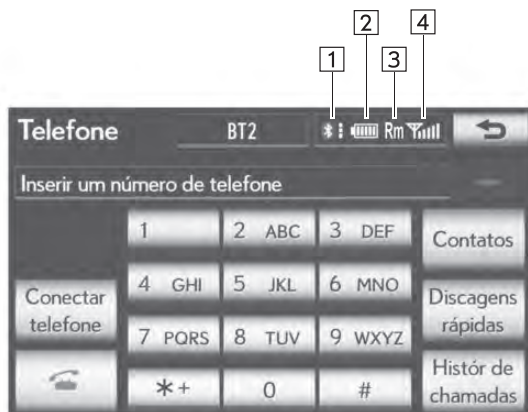 2 4
1 3
Telefone BT2 Rm
Inserir um número de telefone
1 2 ABC 3 DEF Contatos
4 GHI 5 JKL 6 MNO
Conectar telefone Discagens rápidas
7 PQRS 8 TUV 9 WXYZ
*+ 0 # Histór de chamadas